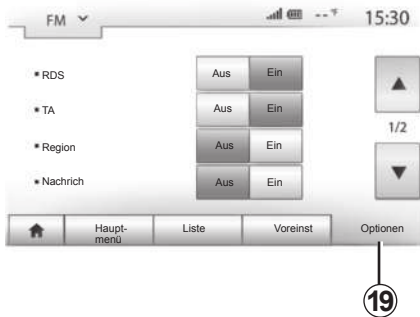 FM -- °F 15:30
RDS Aus Ein
TA Aus Ein
1/2
Region Aus Ein
Nachrich Aus Ein
Haupt-
menü Liste Voreinst Optionen
19